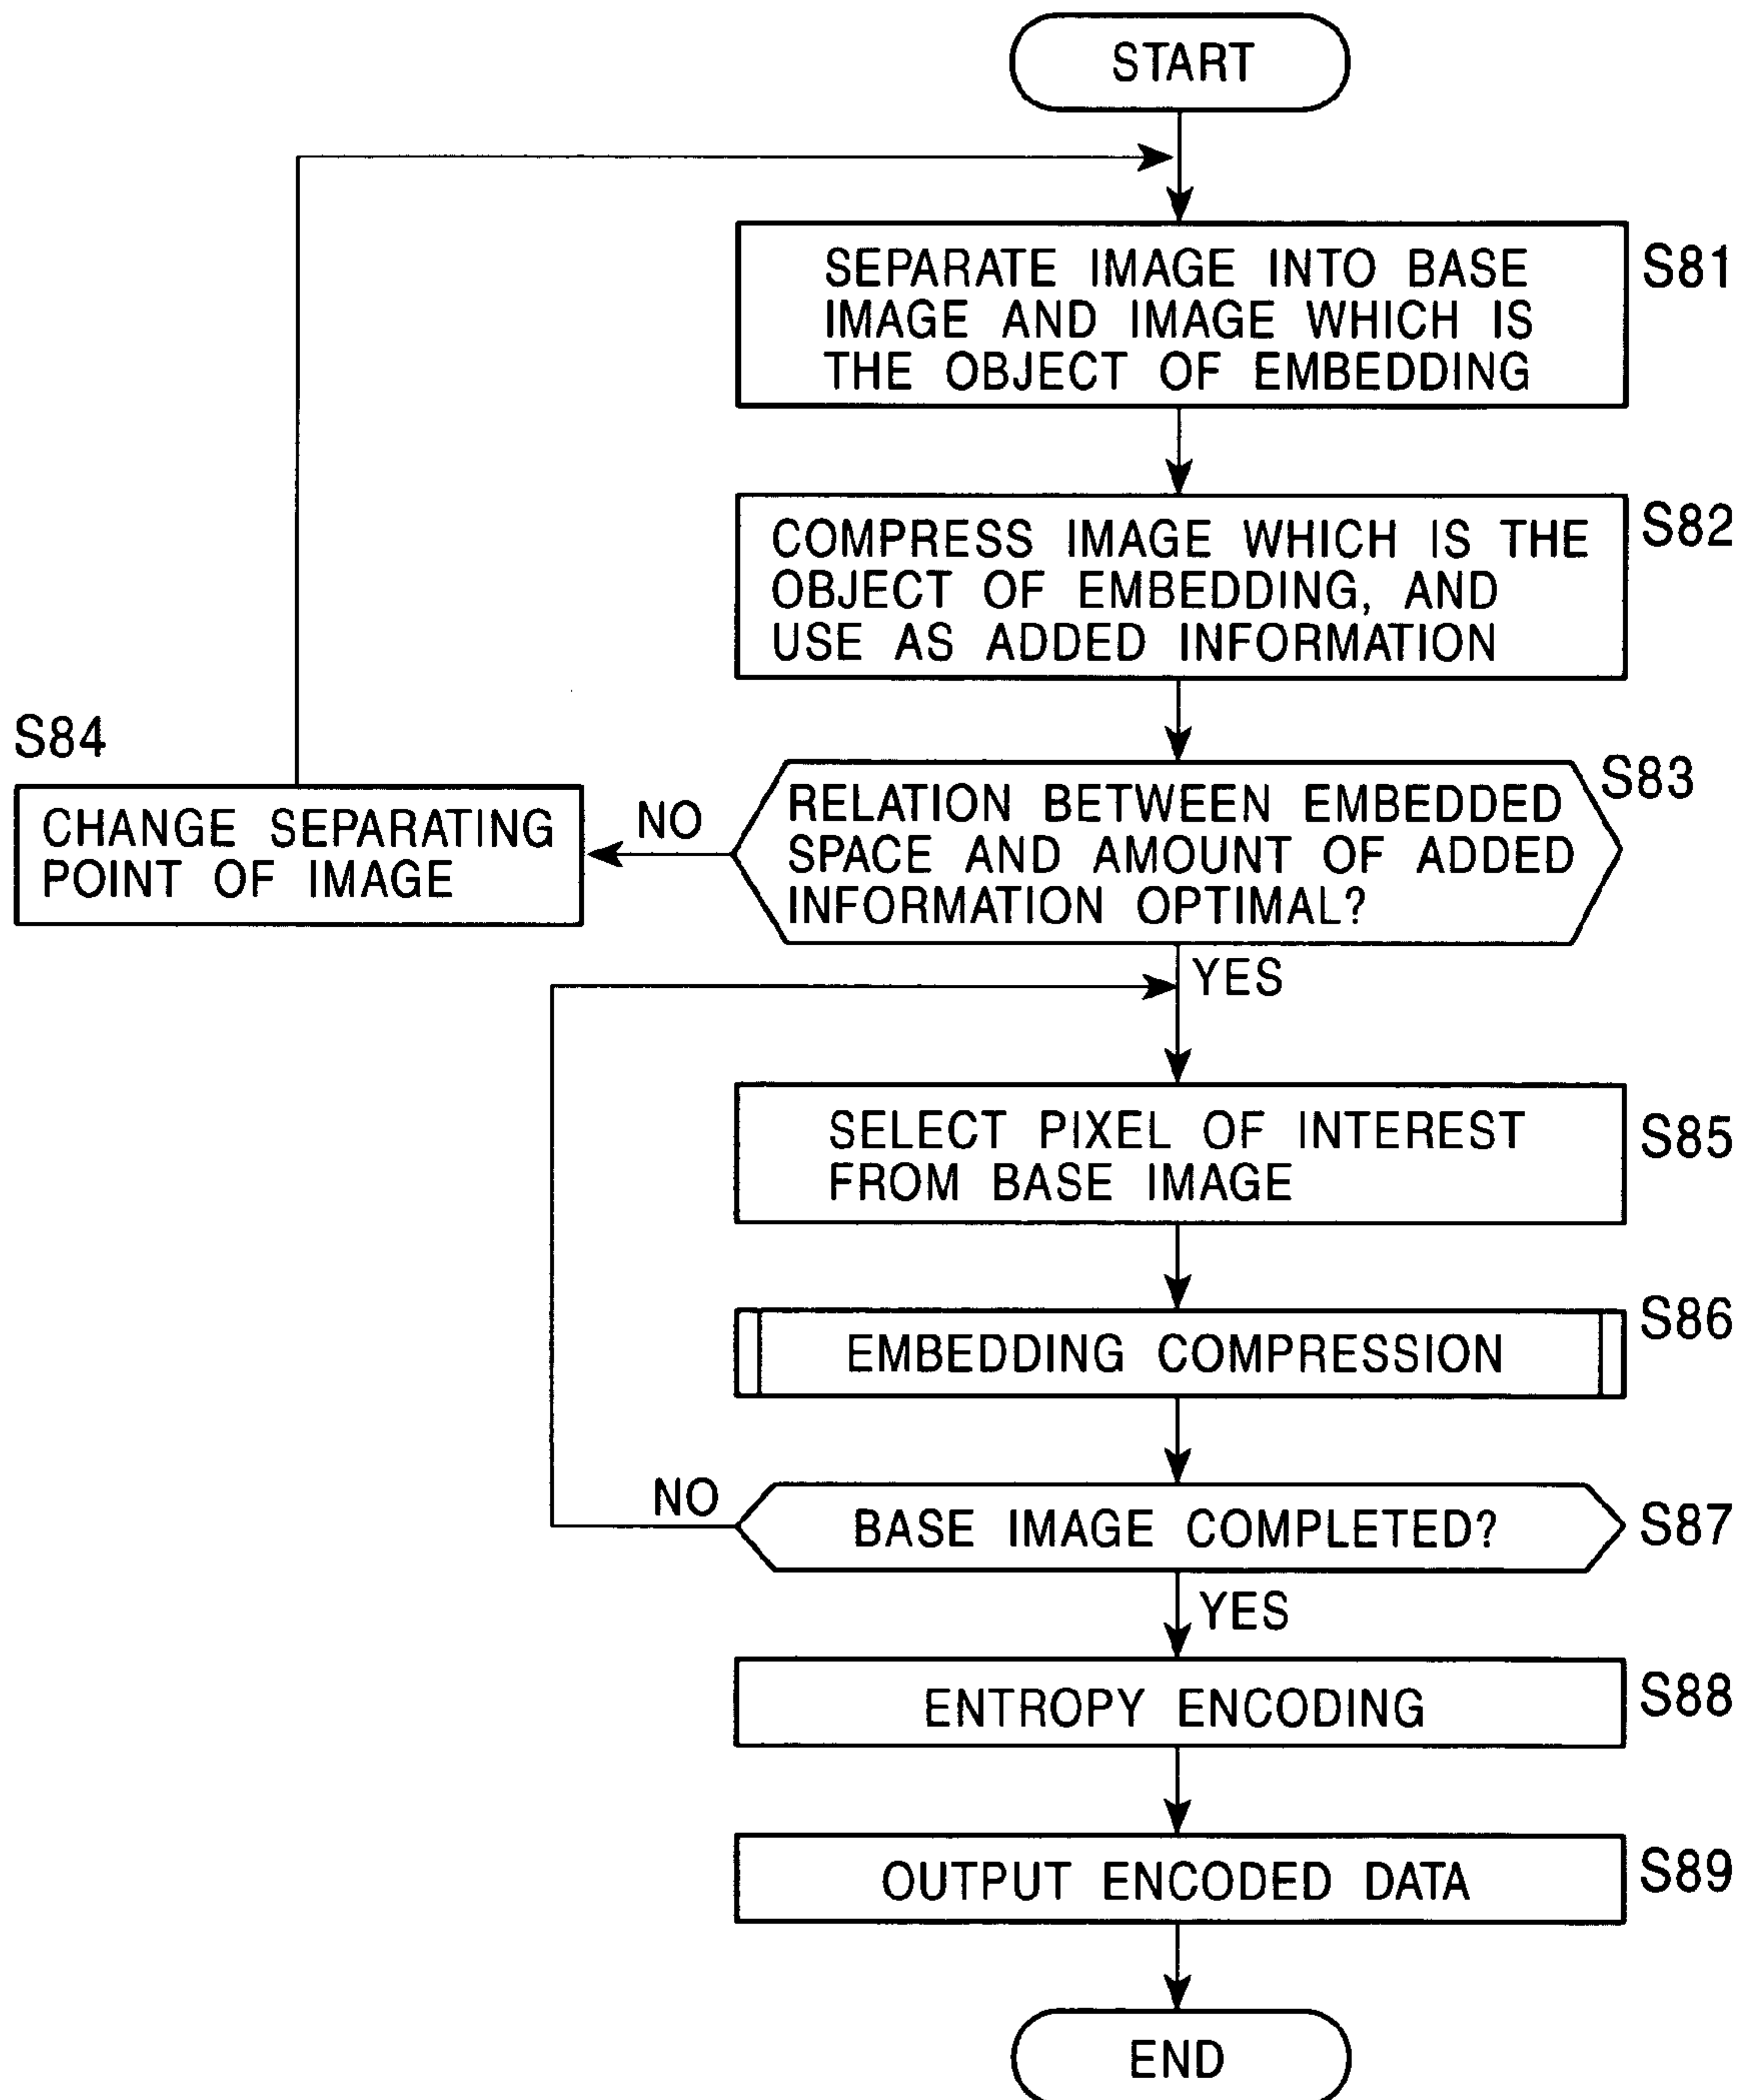 START
SEPARATE IMAGE INTO BASE
IMAGE AND IMAGE WHICH IS
THE OBJECT OF EMBEDDING
S81
COMPRESS IMAGE WHICH IS THE
OBJECT OF EMBEDDING, AND
USE AS ADDED INFORMATION
S82
RELATION BETWEEN EMBEDDED
SPACE AND AMOUNT OF ADDED
INFORMATION OPTIMAL?
S83
NO
S84
CHANGE SEPARATING
POINT OF IMAGE
YES
SELECT PIXEL OF INTEREST
FROM BASE IMAGE
S85
EMBEDDING COMPRESSION
S86
NO
BASE IMAGE COMPLETED?
S87
YES
ENTROPY ENCODING
S88
OUTPUT ENCODED DATA
S89
END